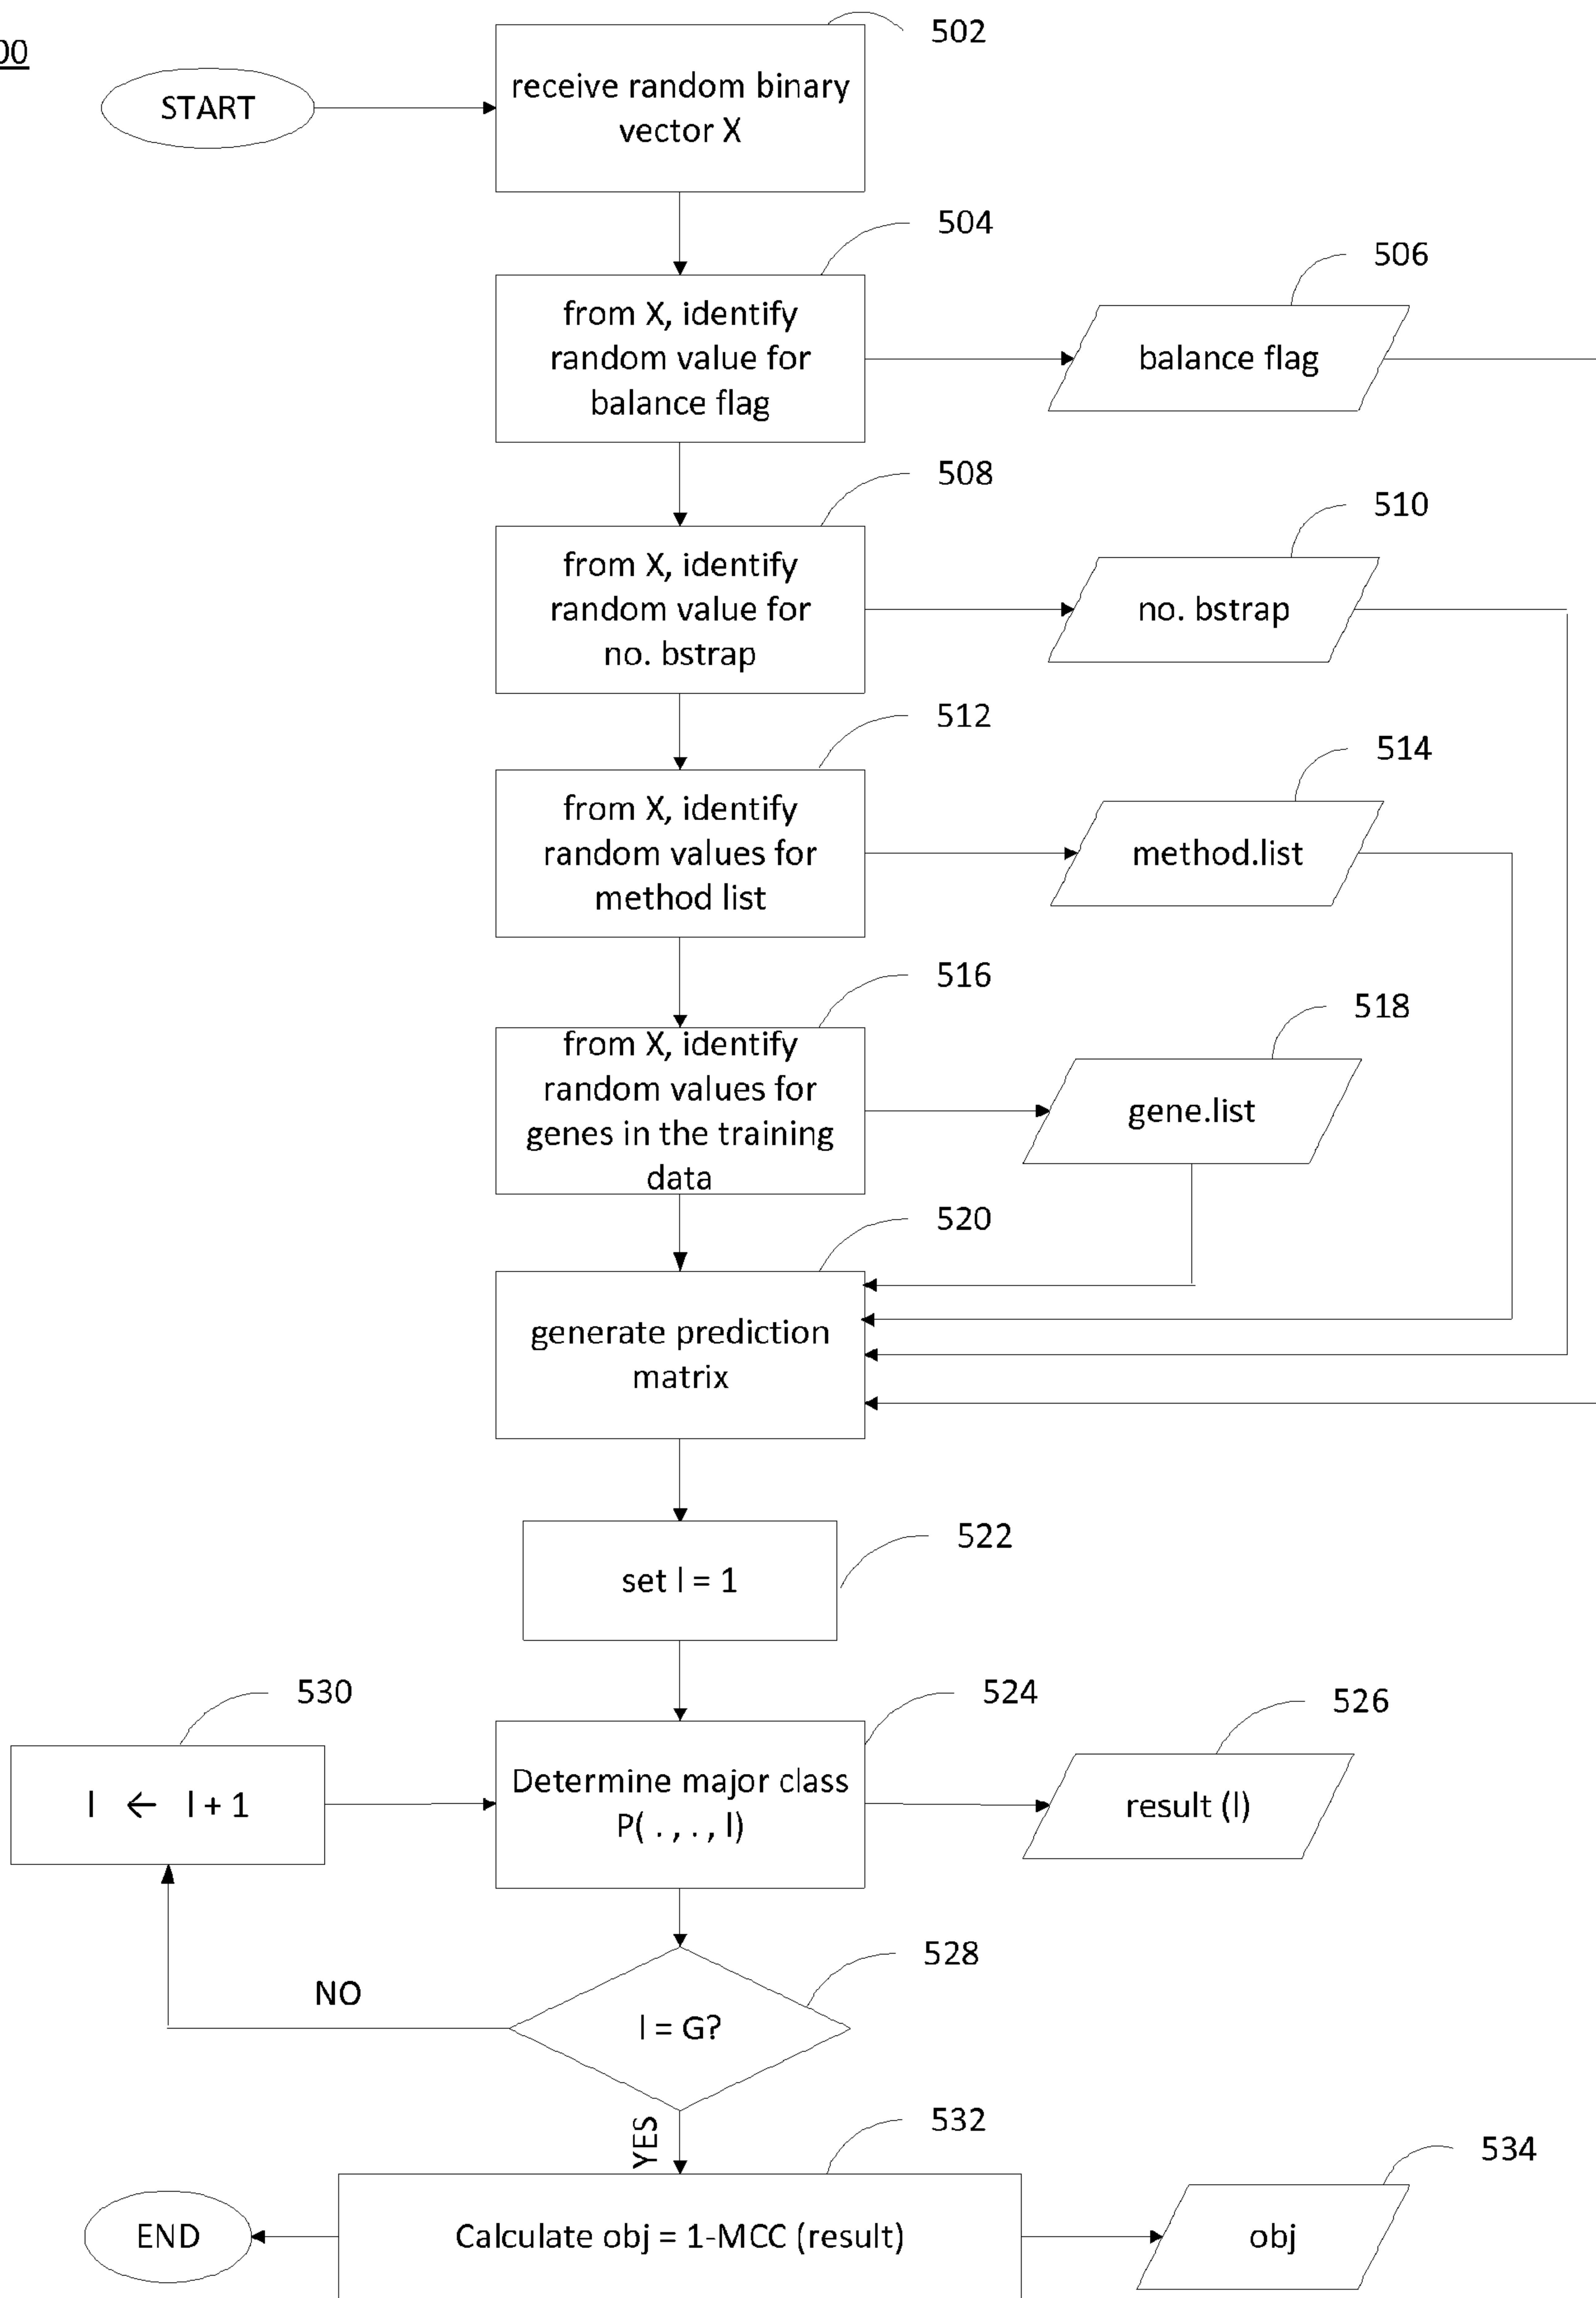 00
START
502
receive random binary
vector X
504
from X, identify
random value for
balance flag
506
balance flag
508
from X, identify
random value for
no. bstrap
510
no. bstrap
512
from X, identify
random values for
method list
514
method.list
516
from X, identify
random values for
genes in the training
data
518
gene.list
520
generate prediction
matrix
522
set l = 1
530
l ← l + 1
524
Determine major class
P( . , . , l)
526
result (l)
528
l = G?
NO
YES
532
Calculate obj = 1-MCC (result)
534
obj
END